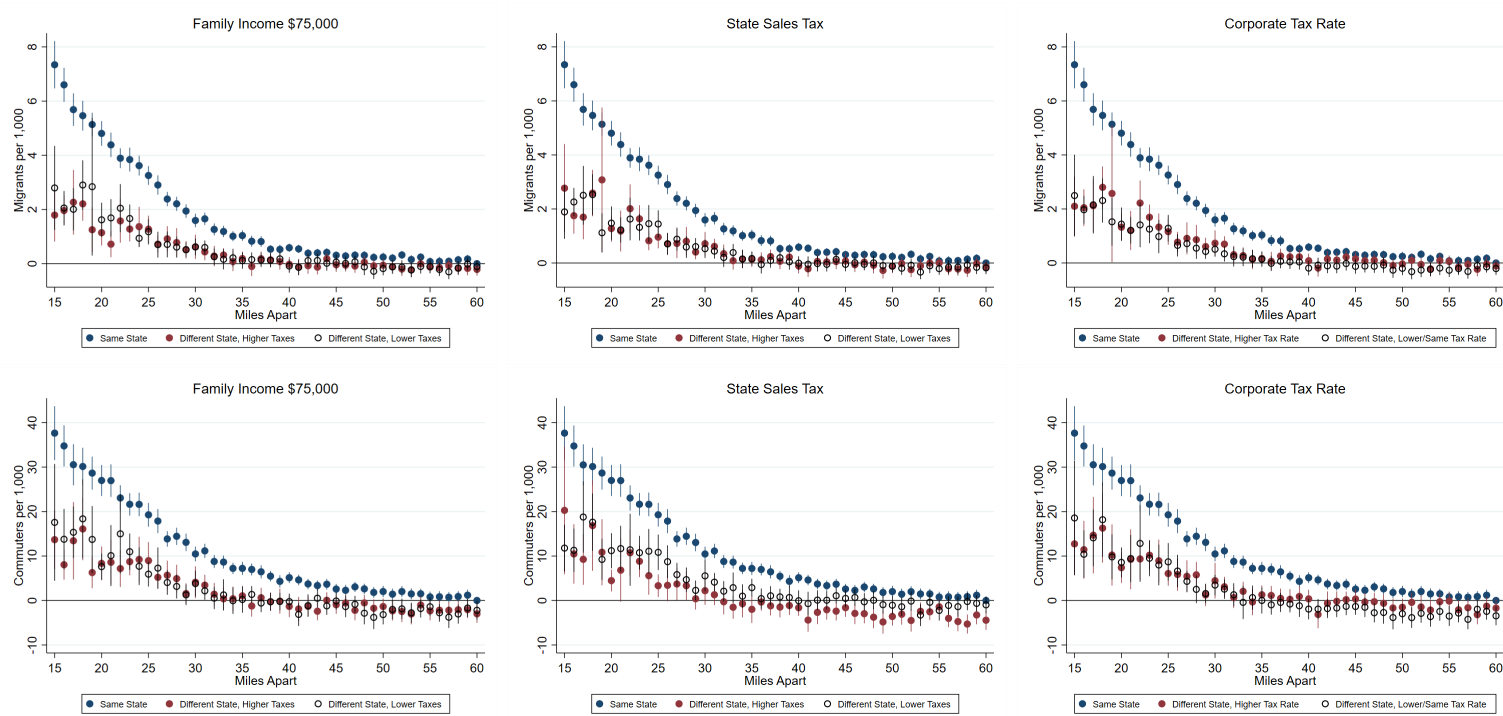 Family Income $75,000
Migrants per 1,000
8
6
4
2
0
15 20 25 30 35 40 45 50 55 60
Miles Apart
Same State Different State, Higher Taxes Different State, Lower Taxes
State Sales Tax
Migrants per 1,000
8
6
4
2
0
15 20 25 30 35 40 45 50 55 60
Miles Apart
Same State Different State, Higher Taxes Different State, Lower Taxes
Corporate Tax Rate
Migrants per 1,000
8
6
4
2
0
15 20 25 30 35 40 45 50 55 60
Miles Apart
Same State Different State, Higher Tax Rate Different State, Lower/Same Tax Rate
Family Income $75,000
Commuters per 1,000
40
30
20
10
0
-10
15 20 25 30 35 40 45 50 55 60
Miles Apart
Same State Different State, Higher Taxes Different State, Lower Taxes
State Sales Tax
Commuters per 1,000
40
30
20
10
0
-10
15 20 25 30 35 40 45 50 55 60
Miles Apart
Same State Different State, Higher Taxes Different State, Lower Taxes
Corporate Tax Rate
Commuters per 1,000
40
30
20
10
0
-10
15 20 25 30 35 40 45 50 55 60
Miles Apart
Same State Different State, Higher Tax Rate Different State, Lower/Same Tax Rate